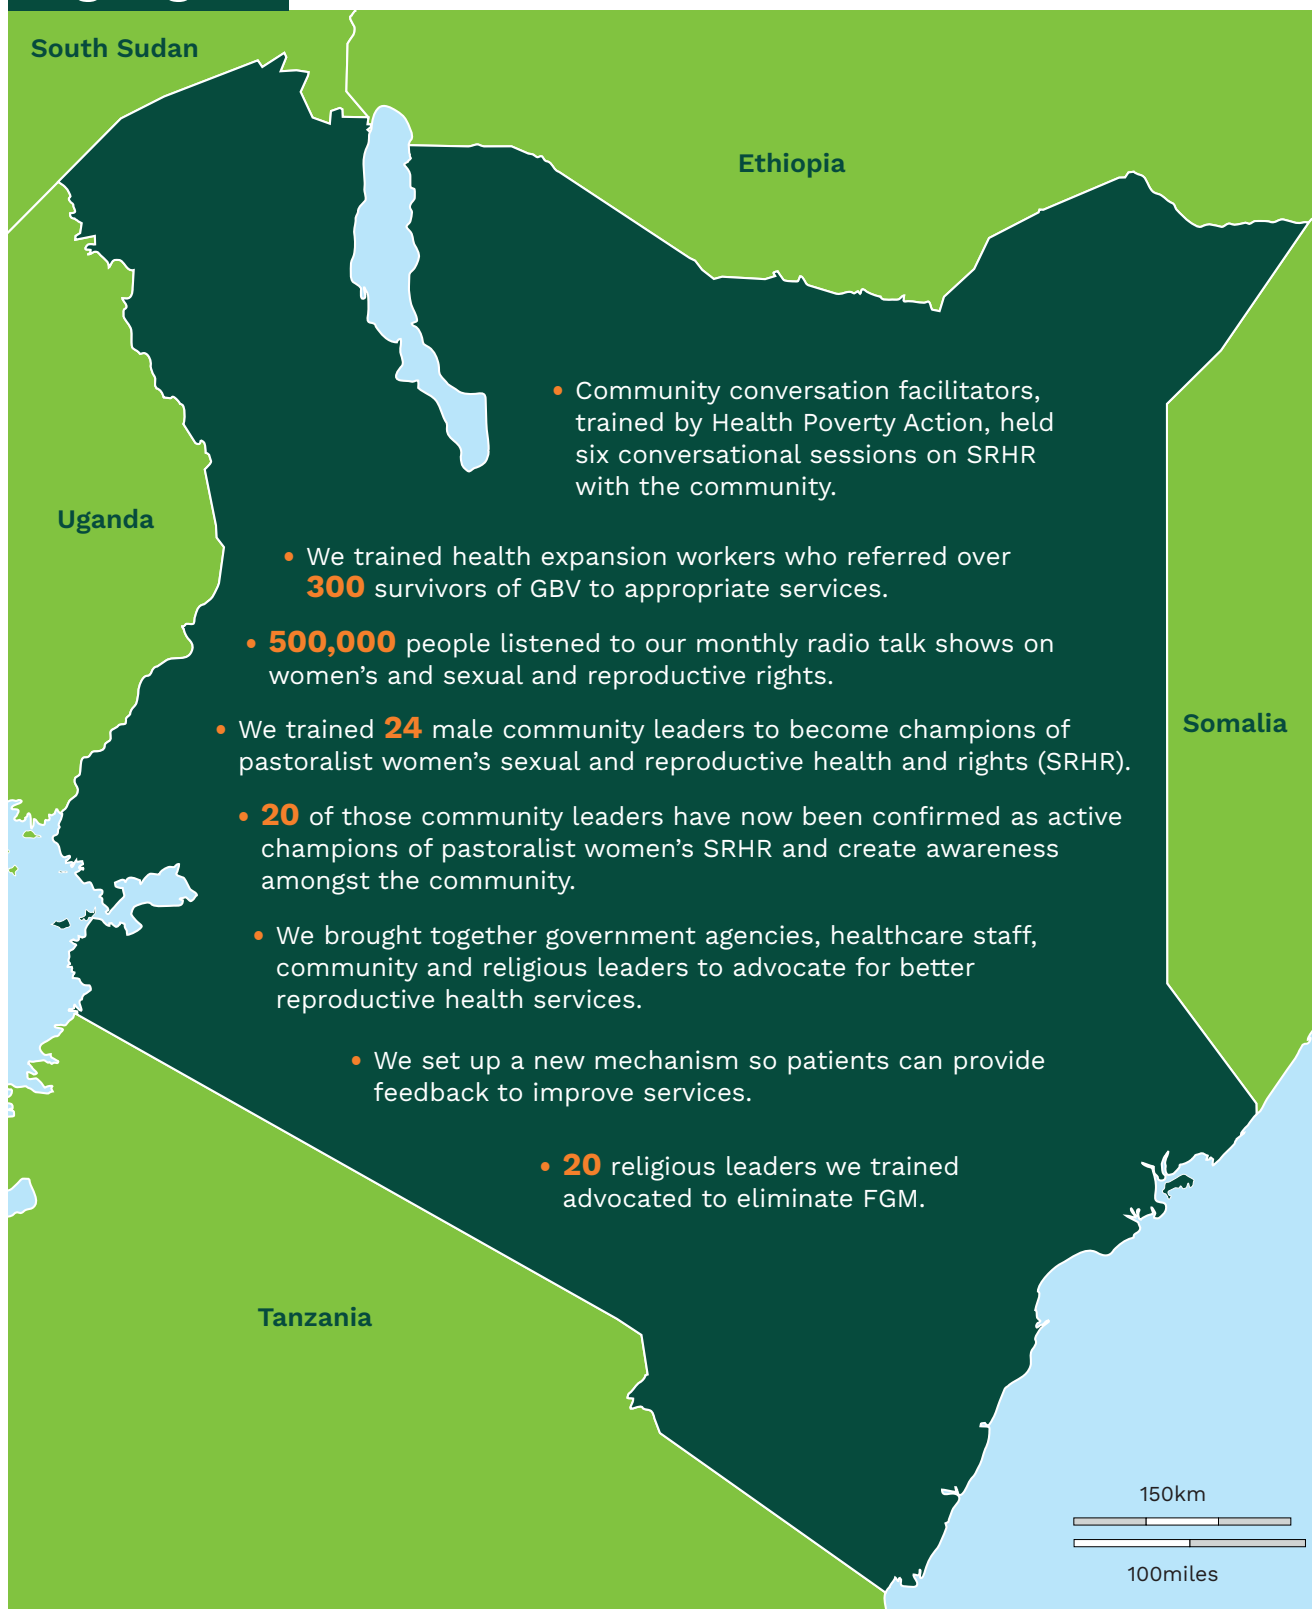 South Sudan
Ethiopia
• Community conversation facilitators,
trained by Health Poverty Action, held
six conversational sessions on SRHR
with the community.
Uganda
• We trained health expansion workers who referred over
300 survivors of GBV to appropriate services.
• 500,000 people listened to our monthly radio talk shows on
women’s and sexual and reproductive rights.
Somalia
• We trained 24 male community leaders to become champions of
pastoralist women’s sexual and reproductive health and rights (SRHR).
• 20 of those community leaders have now been confirmed as active
champions of pastoralist women’s SRHR and create awareness
amongst the community.
• We brought together government agencies, healthcare staff,
community and religious leaders to advocate for better
reproductive health services.
• We set up a new mechanism so patients can provide
feedback to improve services.
• 20 religious leaders we trained
advocated to eliminate FGM.
Tanzania
150km
100miles